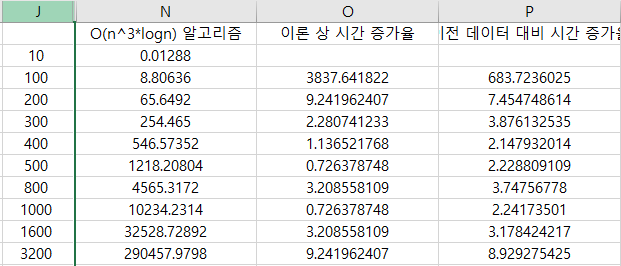 J N O P
O(n^3*logn) 알고리즘 이론 상 시간 증가율 전 데이터 대비 시간 증가율
10 0.01288
100 8.80636 3837.641822 683.7236025
200 65.6492 9.241962407 7.454748614
300 254.465 2.280741233 3.876132535
400 546.57352 1.136521768 2.147932014
500 1218.20804 0.726378748 2.228809109
800 4565.3172 3.208558109 3.74756778
1000 10234.2314 0.726378748 2.24173501
1600 32528.72892 3.208558109 3.178424217
3200 290457.9798 9.241962407 8.929275425